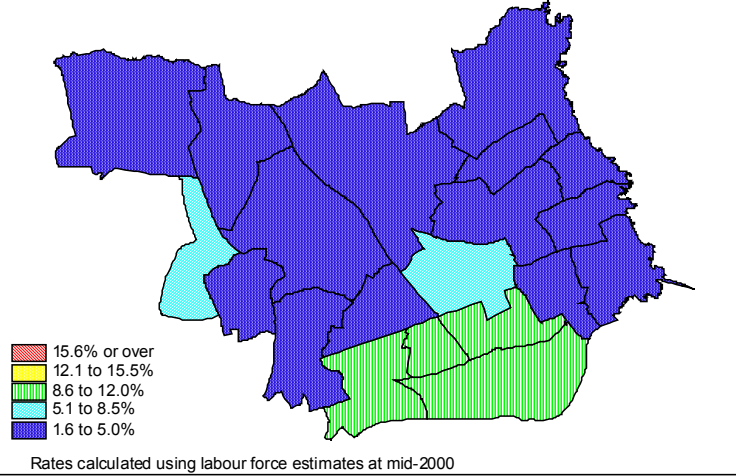 15.6% or over
12.1 to 15.5%
8.6 to 12.0%
5.1 to 8.5%
1.6 to 5.0%
Rates calculated using labour force estimates at mid-2000